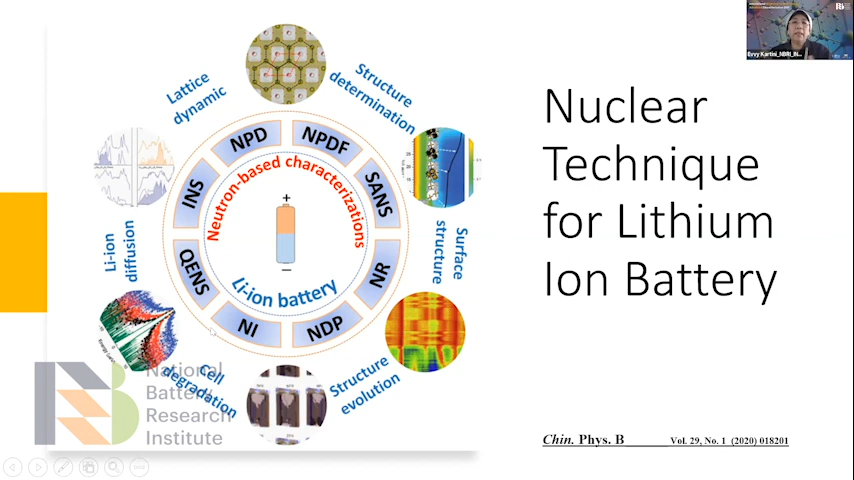 Nuclear
Technique
for Lithium
Ion Battery
Lattice
dynamic
Structure
determination
Surface
structure
Structure
evolution
Cell
degradation
Li-ion
diffusion
NPD
NPDF
SANS
NR
NDP
NI
QENS
INS
Neutron-based characterizations
+
−
Li-ion battery
National
Battery
Research
Institute
Chin. Phys. B Vol. 29, No. 1 (2020) 018201
Evvy Kartini_NBRI_IN...